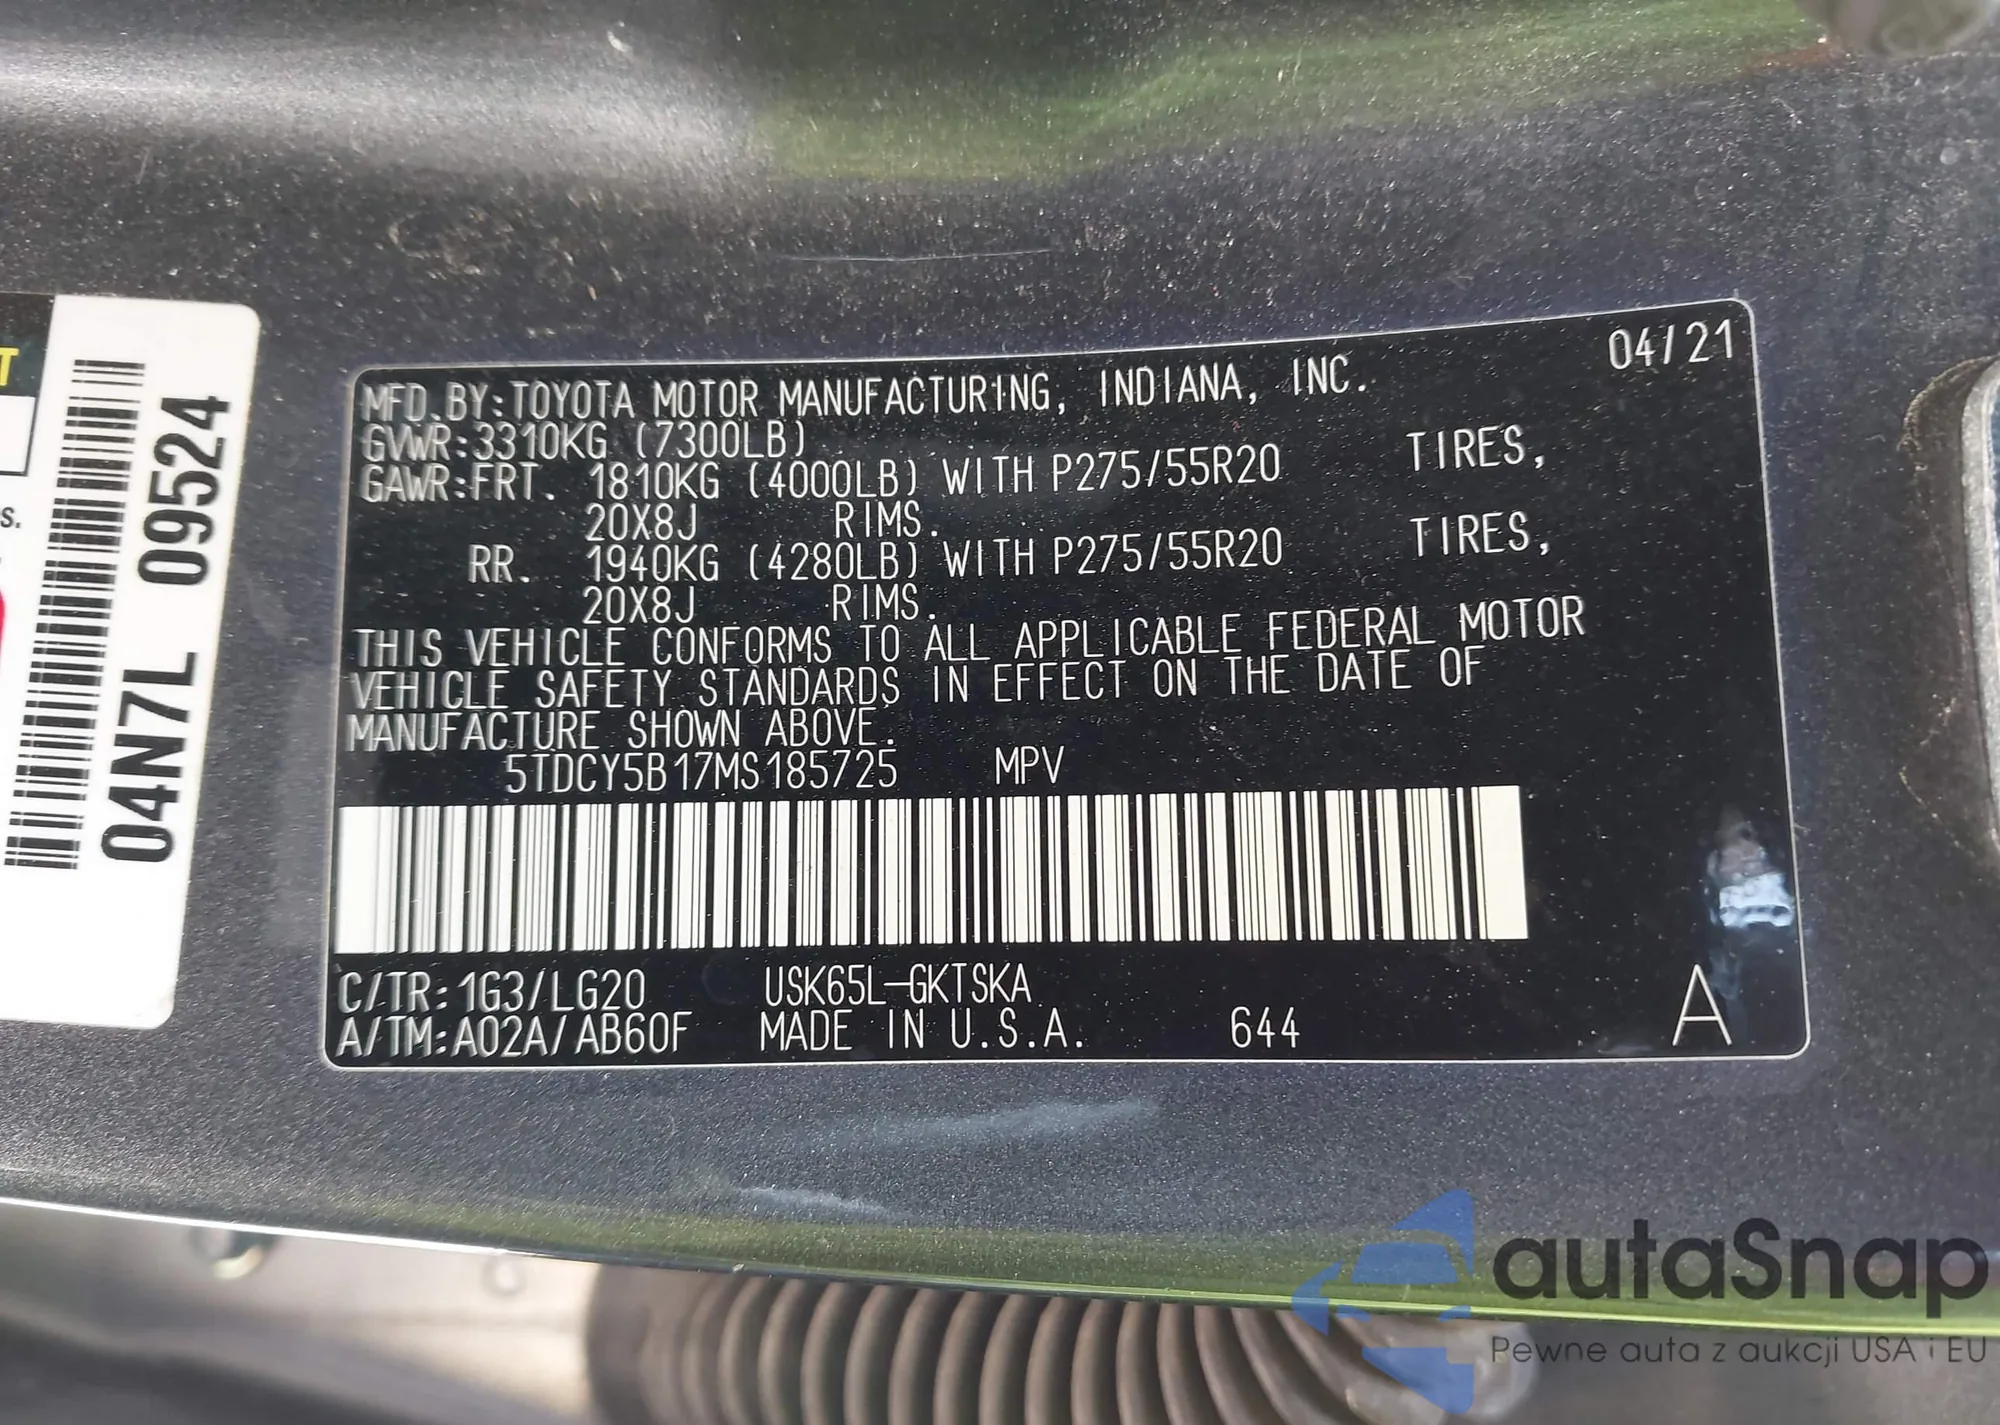 T
S.
04N7L 09524
04/21
MFD.BY:TOYOTA MOTOR MANUFACTURING, INDIANA, INC.
GVWR:3310KG (7300LB)
GAWR:FRT. 1810KG (4000LB) WITH P275/55R20 TIRES,
20X8J RIMS.
RR. 1940KG (4280LB) WITH P275/55R20 TIRES,
20X8J RIMS.
THIS VEHICLE CONFORMS TO ALL APPLICABLE FEDERAL MOTOR
VEHICLE SAFETY STANDARDS IN EFFECT ON THE DATE OF
MANUFACTURE SHOWN ABOVE.
5TDCY5B17MS185725 MPV
C/TR:1G3/LG20 USK65L-GKTSKA
A/TM:A02A/AB60F MADE IN U.S.A. 644 A
autaSnap
Pewne auta z aukcji USA i EU